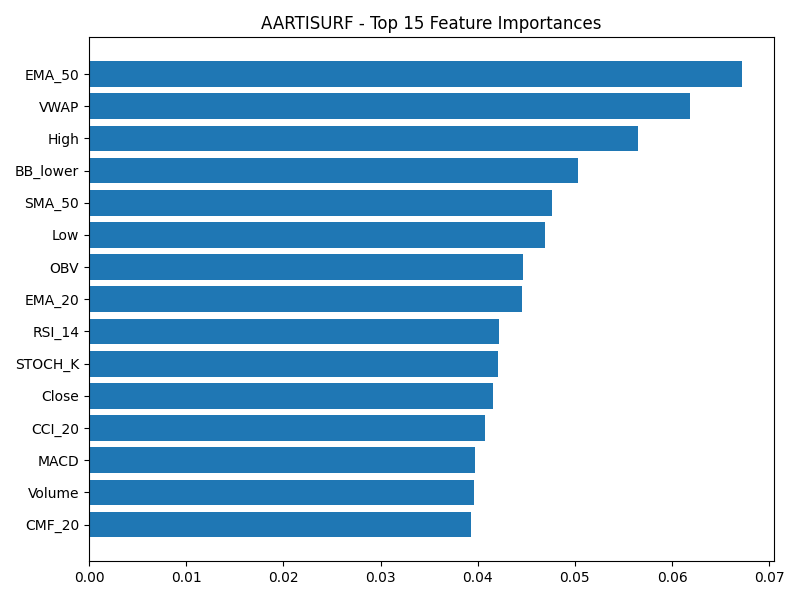 AARTISURF - Top 15 Feature Importances
EMA_50
VWAP
High
BB_lower
SMA_50
Low
OBV
EMA_20
RSI_14
STOCH_K
Close
CCI_20
MACD
Volume
CMF_20
0.00 0.01 0.02 0.03 0.04 0.05 0.06 0.07